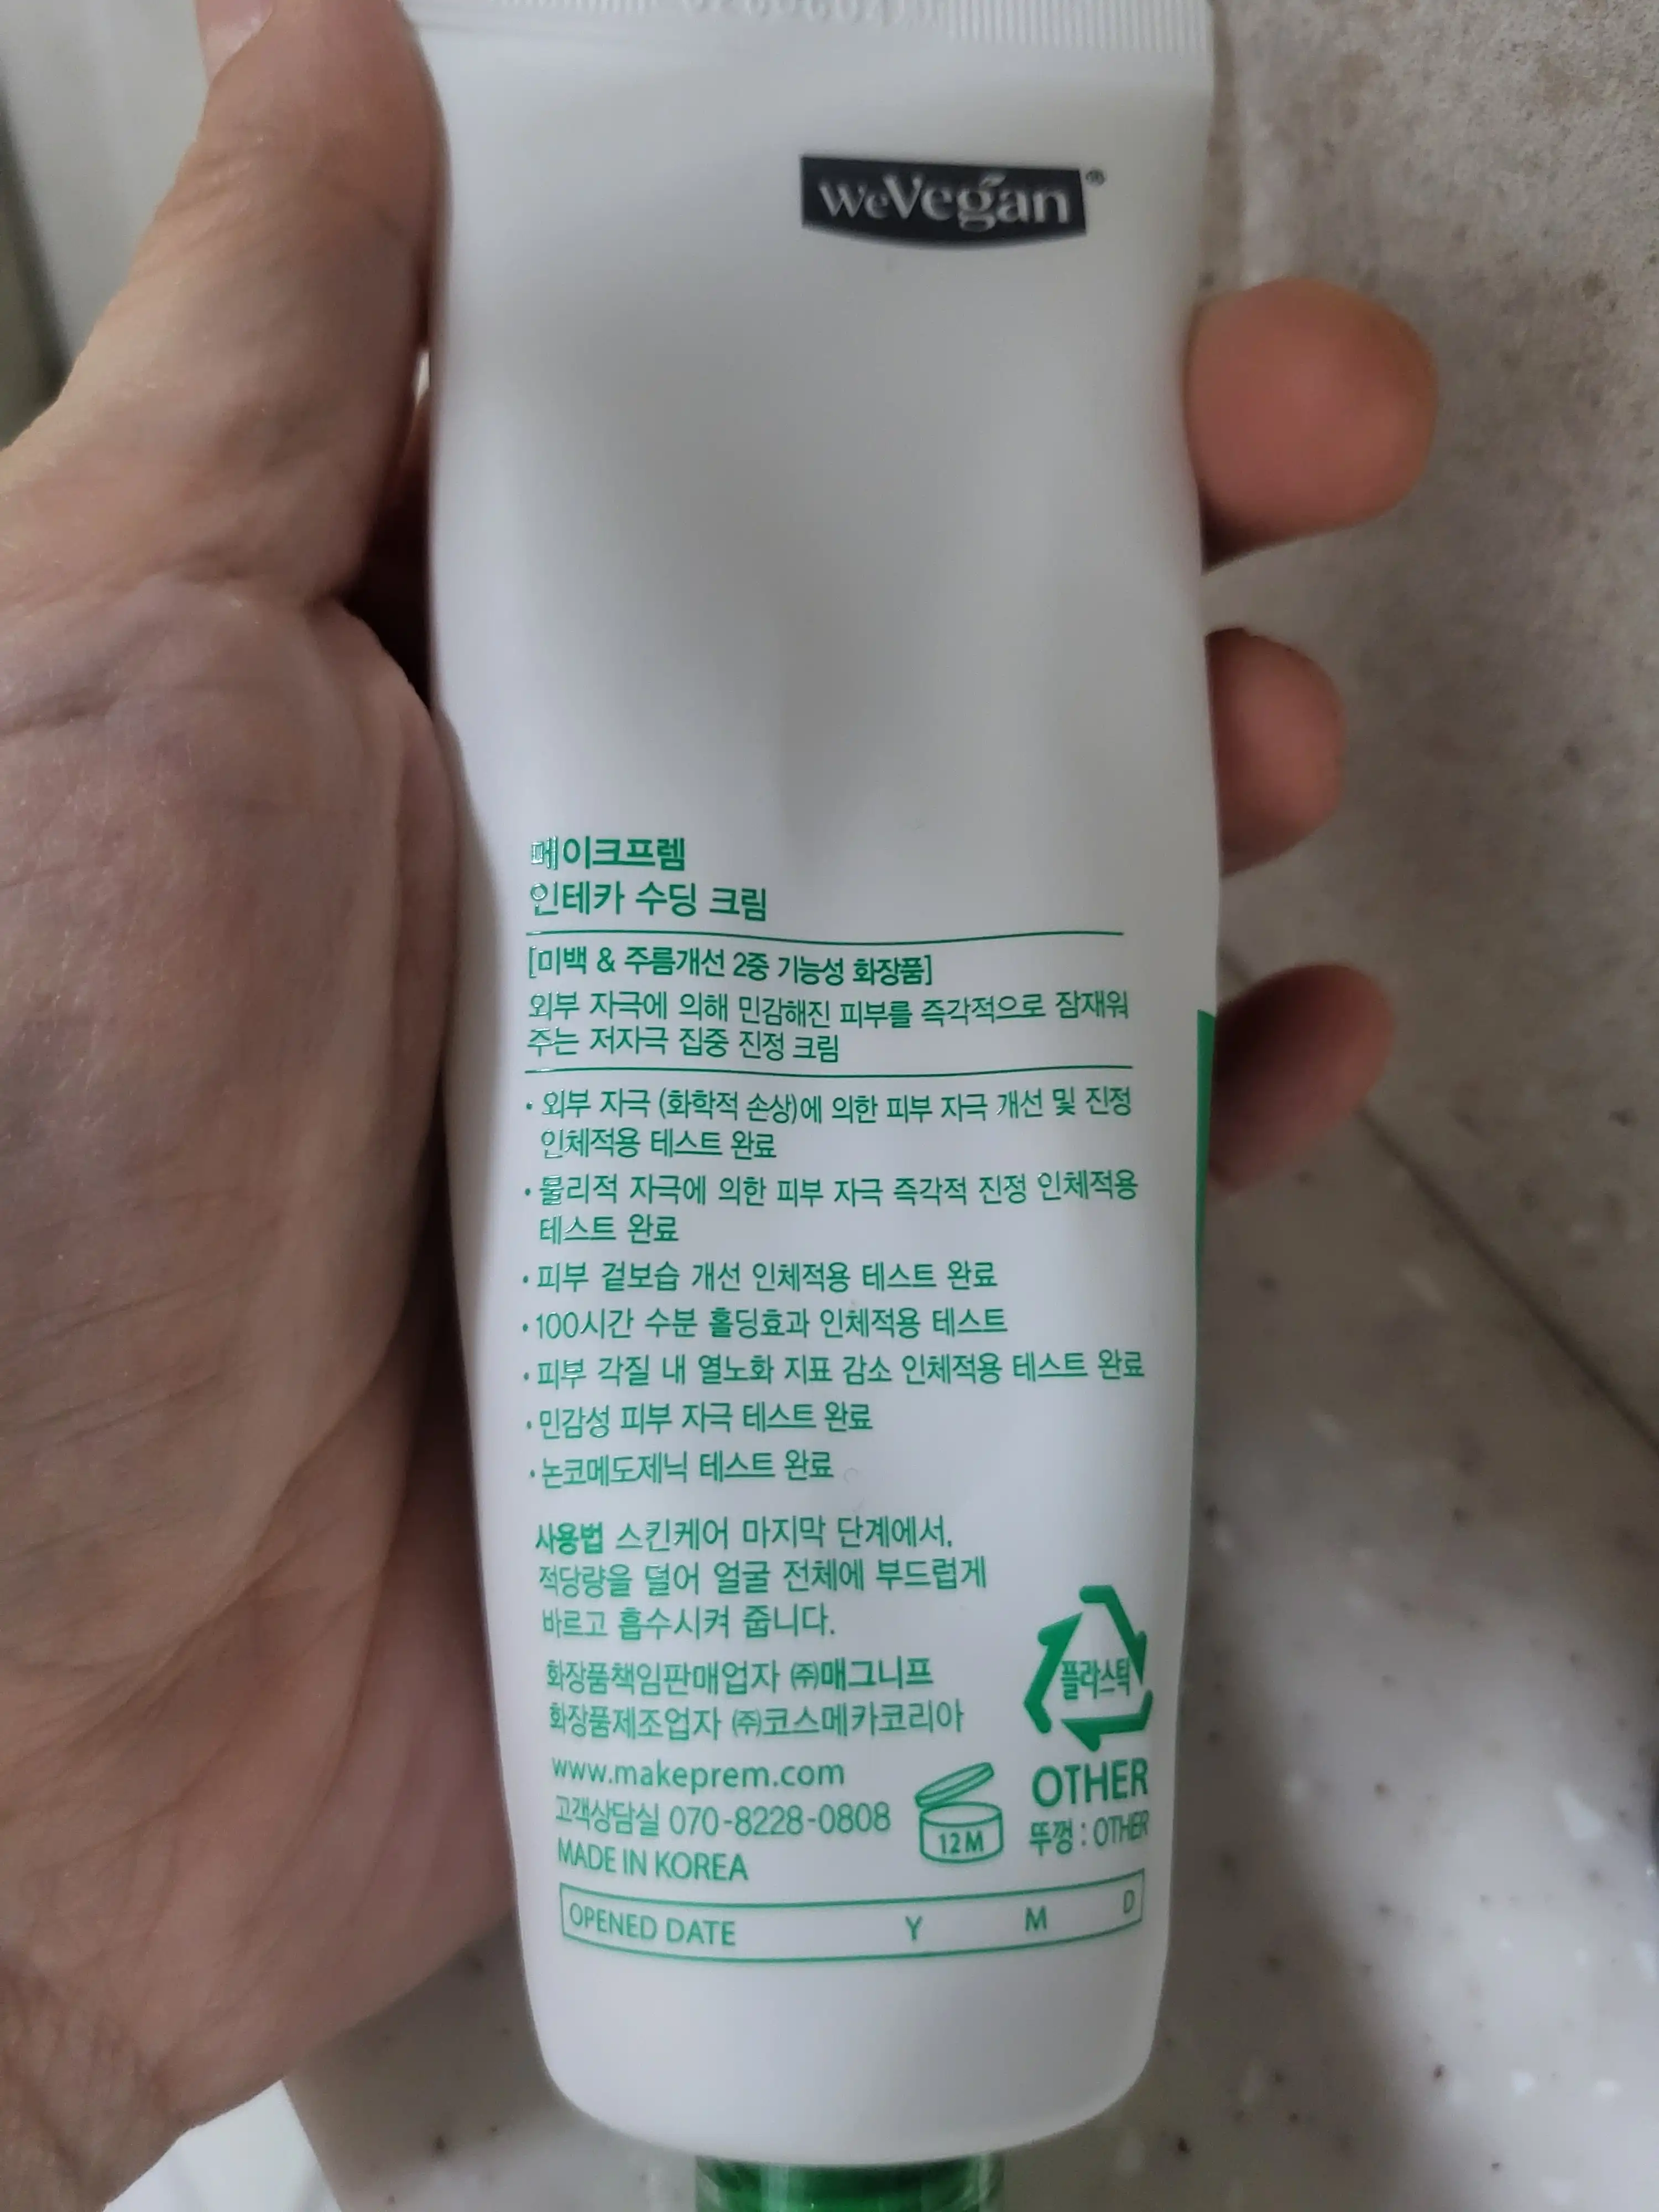 weVegan®
메이크프렘
인테카 수딩 크림
[미백 & 주름개선 2중 기능성 화장품]
외부 자극에 의해 민감해진 피부를 즉각적으로 잠재워
주는 저자극 집중 진정 크림
• 외부 자극 (화학적 손상)에 의한 피부 자극 개선 및 진정
인체적용 테스트 완료
• 물리적 자극에 의한 피부 자극 즉각적 진정 인체적용
테스트 완료
• 피부 겉보습 개선 인체적용 테스트 완료
• 100시간 수분 홀딩효과 인체적용 테스트
• 피부 각질 내 열노화 지표 감소 인체적용 테스트 완료
• 민감성 피부 자극 테스트 완료
• 논코메도제닉 테스트 완료
사용법 스킨케어 마지막 단계에서,
적당량을 덜어 얼굴 전체에 부드럽게
바르고 흡수시켜 줍니다.
화장품책임판매업자 ㈜매그니프
화장품제조업자 ㈜코스메카코리아
www.makeprem.com
고객상담실 070-8228-0808
MADE IN KOREA
12M
플라스틱
OTHER
뚜껑 : OTHER
OPENED DATE Y M D